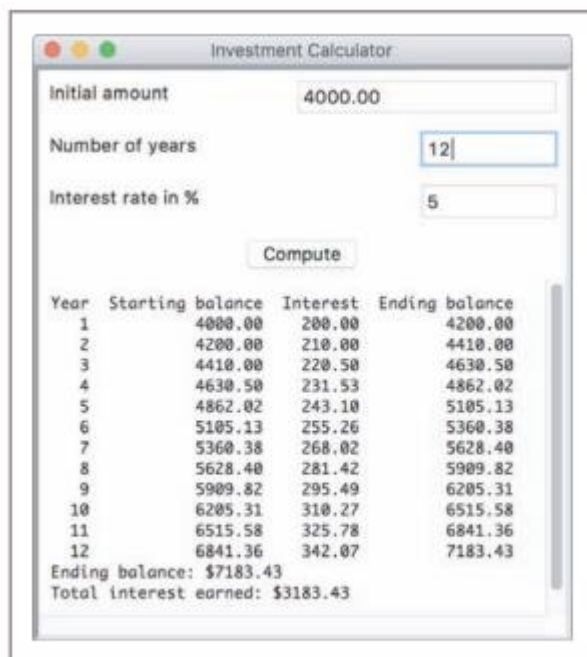 Investment Calculator
Initial amount 4000.00
Number of years 12
Interest rate in % 5
Compute
Year Starting balance Interest Ending balance
1 4000.00 200.00 4200.00
2 4200.00 210.00 4410.00
3 4410.00 220.50 4630.50
4 4630.50 231.53 4862.02
5 4862.02 243.10 5105.13
6 5105.13 255.26 5360.38
7 5360.38 268.02 5628.40
8 5628.40 281.42 5909.82
9 5909.82 295.49 6205.31
10 6205.31 310.27 6515.58
11 6515.58 325.78 6841.36
12 6841.36 342.07 7183.43
Ending balance: $7183.43
Total interest earned: $3183.43